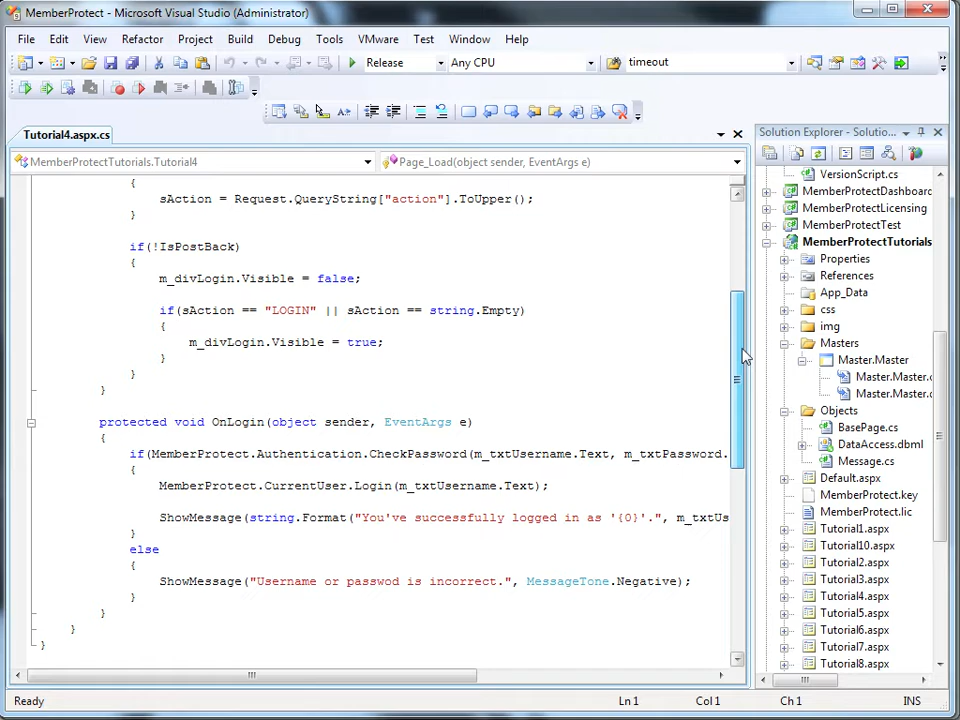 MemberProtect - Microsoft Visual Studio (Administrator)
File Edit View Refactor Project Build Debug Tools VMware Test Window Help
Release Any CPU timeout
Tutorial4.aspx.cs
MemberProtectTutorials.Tutorial4 Page_Load(object sender, EventArgs e)
{
sAction = Request.QueryString["action"].ToUpper();
}
if(!IsPostBack)
{
m_divLogin.Visible = false;
if(sAction == "LOGIN" || sAction == string.Empty)
{
m_divLogin.Visible = true;
}
}
}
protected void OnLogin(object sender, EventArgs e)
{
if(MemberProtect.Authentication.CheckPassword(m_txtUsername.Text, m_txtPassword.
{
MemberProtect.CurrentUser.Login(m_txtUsername.Text);
ShowMessage(string.Format("You've successfully logged in as '{0}'.", m_txtUs
}
else
{
ShowMessage("Username or passwod is incorrect.", MessageTone.Negative);
}
}
}
}
Solution Explorer - Solutio...
VersionScript.cs
MemberProtectDashboard
MemberProtectLicensing
MemberProtectTest
MemberProtectTutorials
Properties
References
App_Data
css
img
Masters
Master.Master
Master.Master.c
Master.Master.c
Objects
BasePage.cs
DataAccess.dbml
Message.cs
Default.aspx
MemberProtect.key
MemberProtect.lic
Tutorial1.aspx
Tutorial10.aspx
Tutorial2.aspx
Tutorial3.aspx
Tutorial4.aspx
Tutorial5.aspx
Tutorial6.aspx
Tutorial7.aspx
Tutorial8.aspx
Ready Ln 1 Col 1 Ch 1 INS